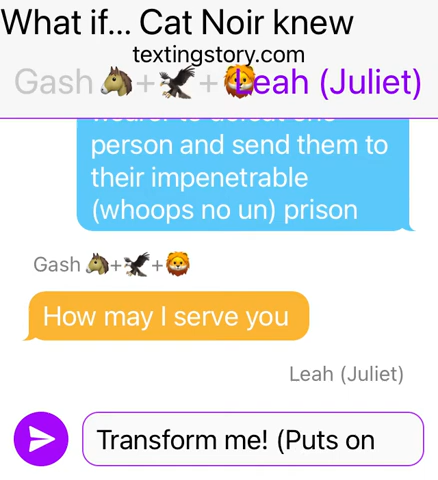 What if... Cat Noir knew
textingstory.com
Gash 🐴+🦅+🦁Leah (Juliet)
person and send them to
their impenetrable
(whoops no un) prison
Gash 🐴+🦅+🦁
How may I serve you
Leah (Juliet)
Transform me! (Puts on